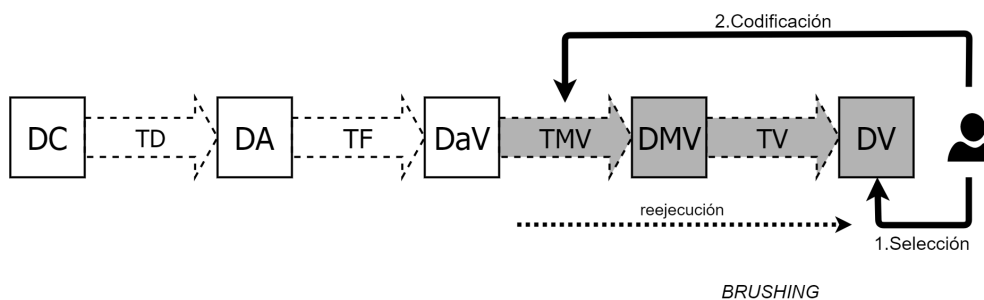 2.Codificación
DC
TD
DA
TF
DaV
TMV
DMV
TV
DV
reejecución
1.Selección
BRUSHING